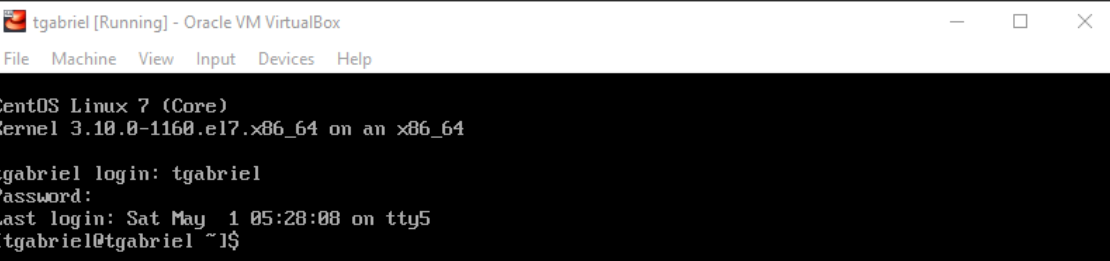 tgabriel [Running] - Oracle VM VirtualBox
File Machine View Input Devices Help
CentOS Linux 7 (Core)
Kernel 3.10.0-1160.el7.x86_64 on an x86_64
tgabriel login: tgabriel
Password:
Last login: Sat May  1 05:28:08 on tty5
[tgabriel@tgabriel ~]$